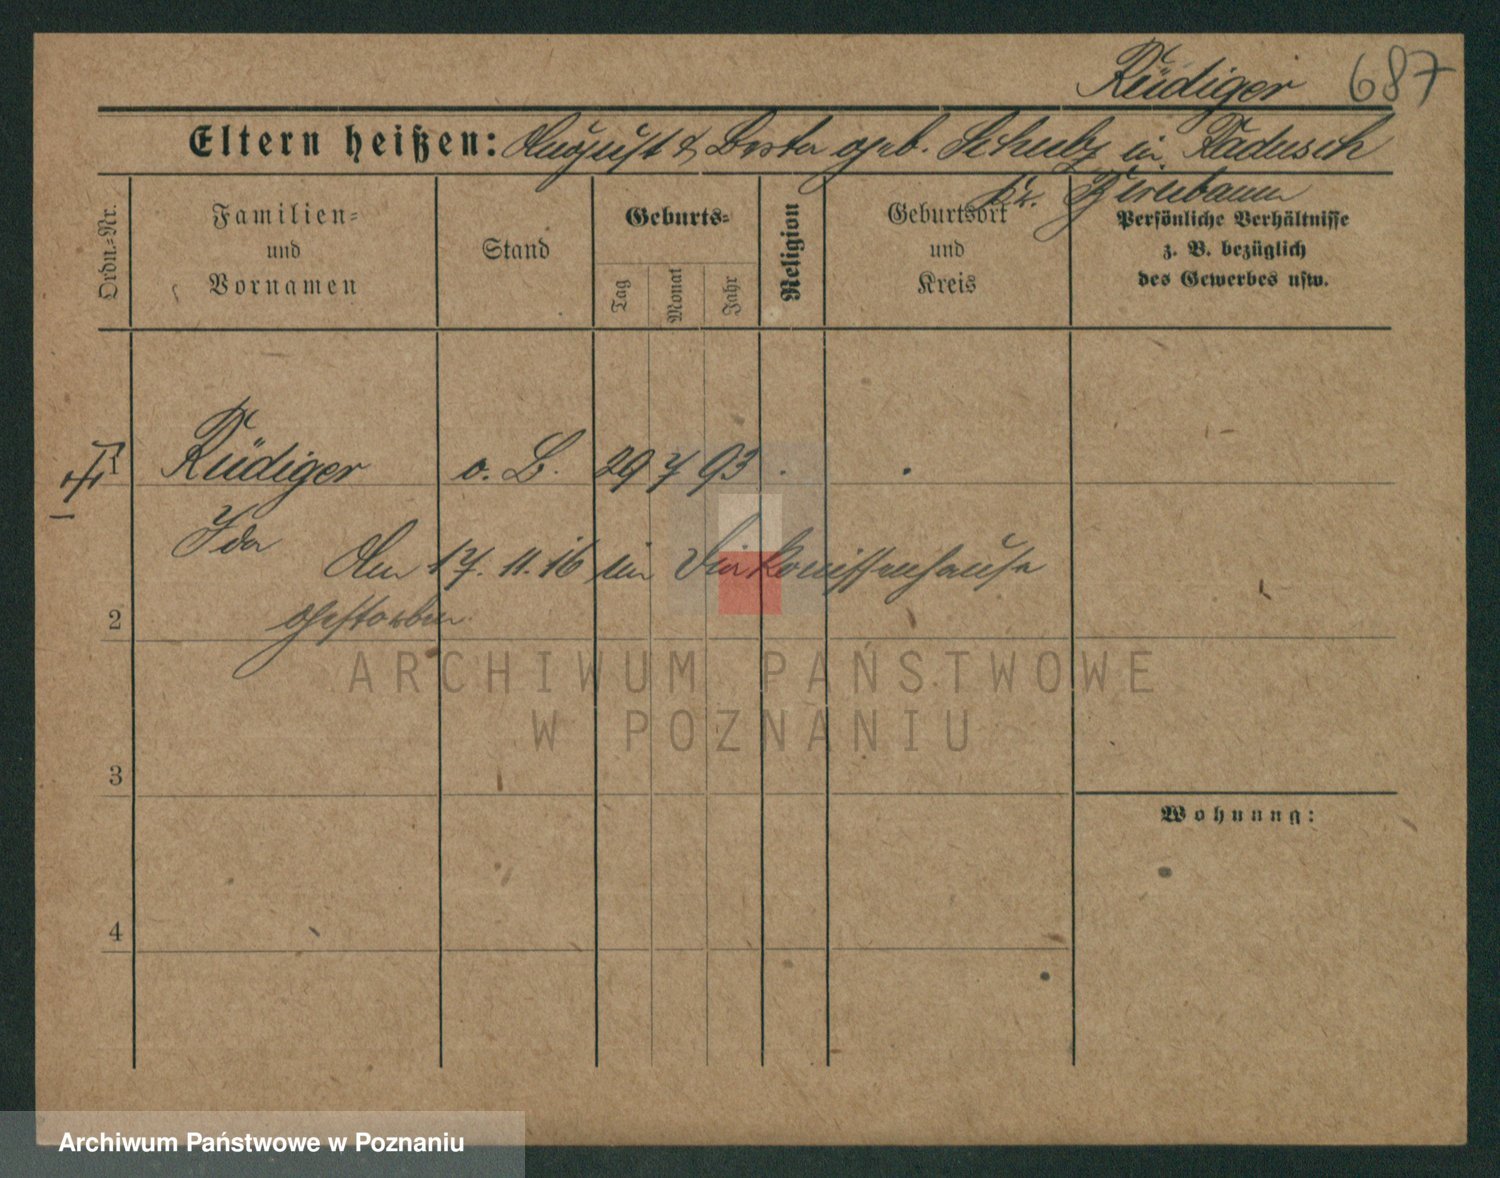 Rüdiger 687
Eltern heißen: August & Berta geb. Schulz in Radusch
Kr. Birnbaum
Ordn.-Nr.
Familien-
und
Vornamen
Stand
Geburts-
Tag
Monat
Jahr
Religion
Geburtsort
und
Kreis
Persönliche Verhältnisse
z. B. bezüglich
des Gewerbes usw.
1 Rüdiger o. B. 29 7 93
Ida
Am 17.11.16 im Diakonissenhause
2 gestorben
ARCHIWUM PAŃSTWOWE
W POZNANIU
3
Wohnung:
4
Archiwum Państwowe w Poznaniu